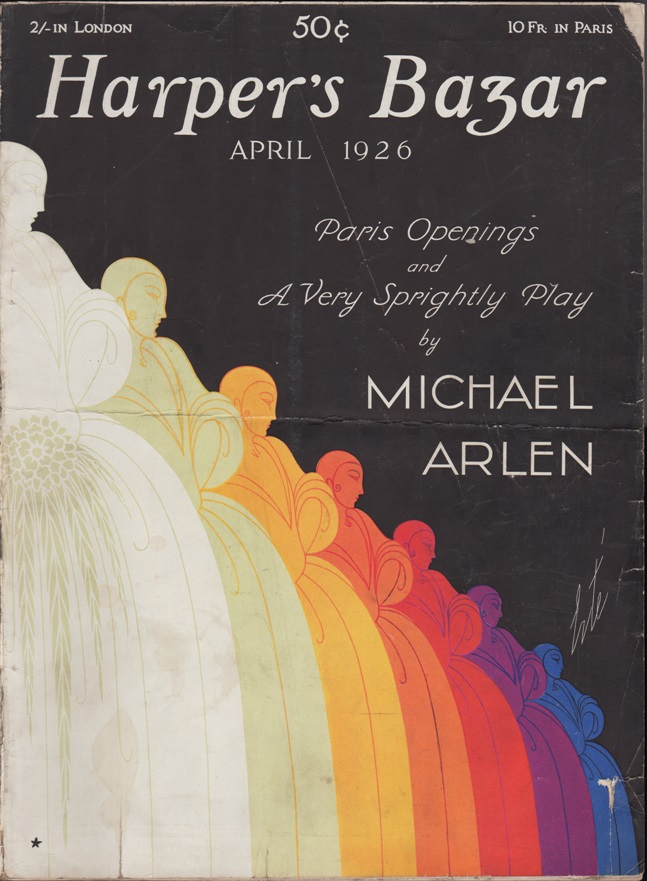 2/- IN LONDON
50¢
10 FR IN PARIS
Harper's Bazar
APRIL 1926
Paris Openings
and
A Very Sprightly Play
by
MICHAEL
ARLEN
Erté